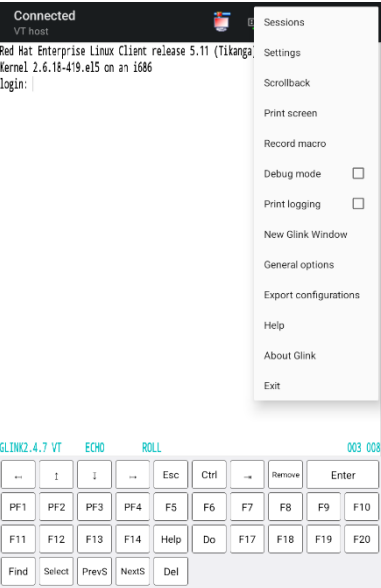 Connected
VT host
Red Hat Enterprise Linux Client release 5.11 (Tikanga)
Kernel 2.6.18-419.el5 on an i686
login:
Sessions
Settings
Scrollback
Print screen
Record macro
Debug mode
Print logging
New Glink Window
General options
Export configurations
Help
About Glink
Exit
GLINK2.4.7 VT ECHO ROLL 003 008
← ↑ ↓ → Esc Ctrl ⇥ Remove Enter
PF1 PF2 PF3 PF4 F5 F6 F7 F8 F9 F10
F11 F12 F13 F14 Help Do F17 F18 F19 F20
Find Select PrevS NextS Del